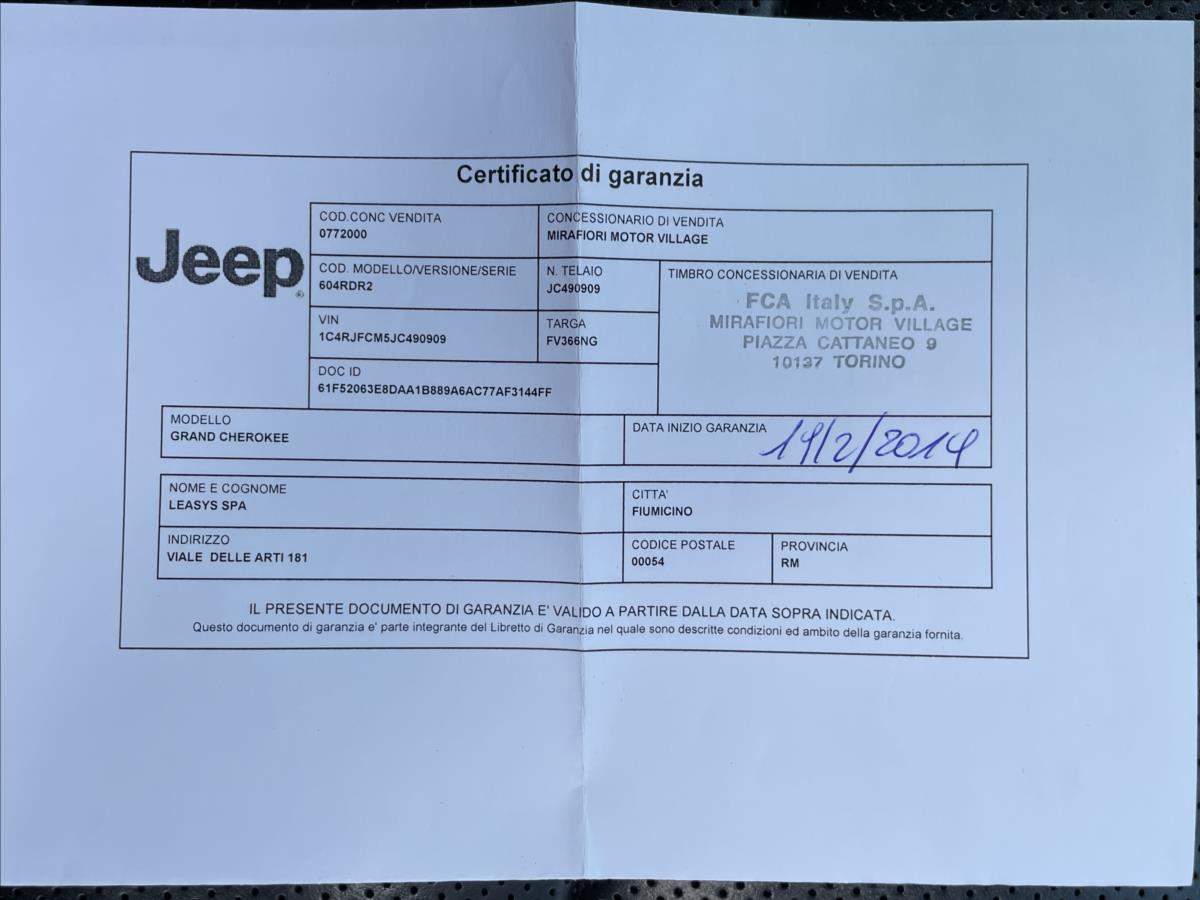 Certificato di garanzia
Jeep
®
COD.CONC VENDITA
0772000
CONCESSIONARIO DI VENDITA
MIRAFIORI MOTOR VILLAGE
COD. MODELLO/VERSIONE/SERIE
604RDR2
N. TELAIO
JC490909
TIMBRO CONCESSIONARIA DI VENDITA
FCA Italy S.p.A.
MIRAFIORI MOTOR VILLAGE
PIAZZA CATTANEO 9
10137 TORINO
VIN
1C4RJFCM5JC490909
TARGA
FV366NG
DOC ID
61F52063E8DAA1B889A6AC77AF3144FF
MODELLO
GRAND CHEROKEE
DATA INIZIO GARANZIA 19/2/2019
NOME E COGNOME
LEASYS SPA
CITTA'
FIUMICINO
INDIRIZZO
VIALE DELLE ARTI 181
CODICE POSTALE
00054
PROVINCIA
RM
IL PRESENTE DOCUMENTO DI GARANZIA E' VALIDO A PARTIRE DALLA DATA SOPRA INDICATA.
Questo documento di garanzia e' parte integrante del Libretto di Garanzia nel quale sono descritte condizioni ed ambito della garanzia fornita.